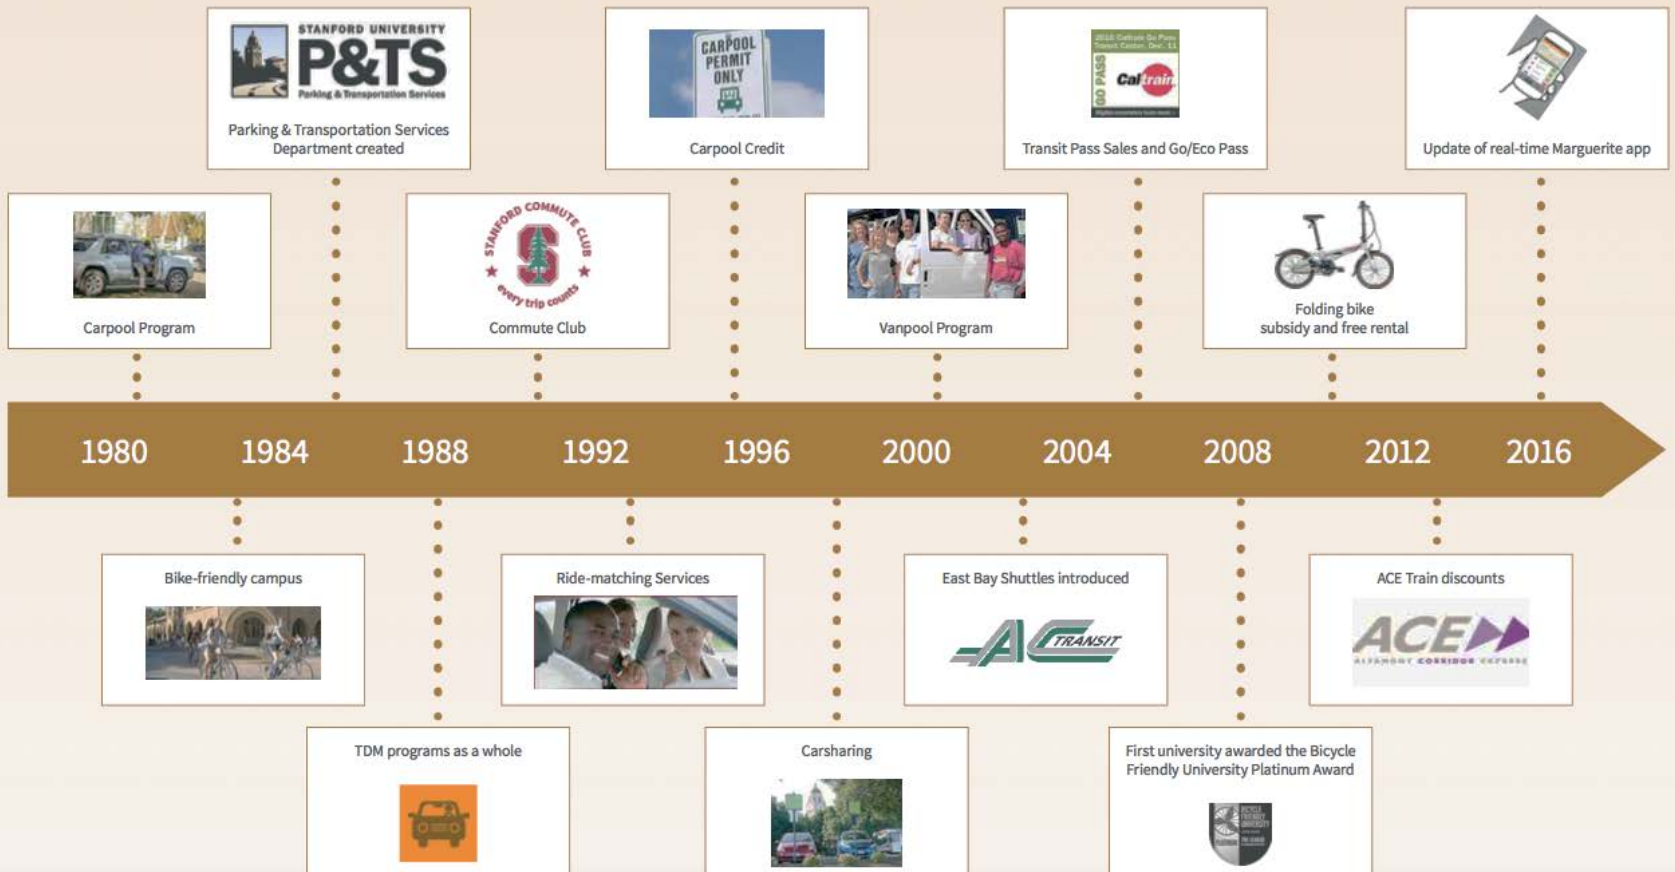 STANFORD UNIVERSITY
P&TS
Parking & Transportation Services
Parking & Transportation Services
Department created
CARPOOL
PERMIT
ONLY
Carpool Credit
GO PASS
Caltrain
Transit Pass Sales and Go/Eco Pass
Update of real-time Marguerite app
Carpool Program
STANFORD COMMUTE CLUB
S
every trip counts
Commute Club
Vanpool Program
Folding bike
subsidy and free rental
1980 1984 1988 1992 1996 2000 2004 2008 2012 2016
Bike-friendly campus
Ride-matching Services
East Bay Shuttles introduced
AC TRANSIT
ACE Train discounts
ACE
ALTAMONT CORRIDOR EXPRESS
TDM programs as a whole
Carsharing
First university awarded the Bicycle
Friendly University Platinum Award
BICYCLE
FRIENDLY
UNIVERSITY